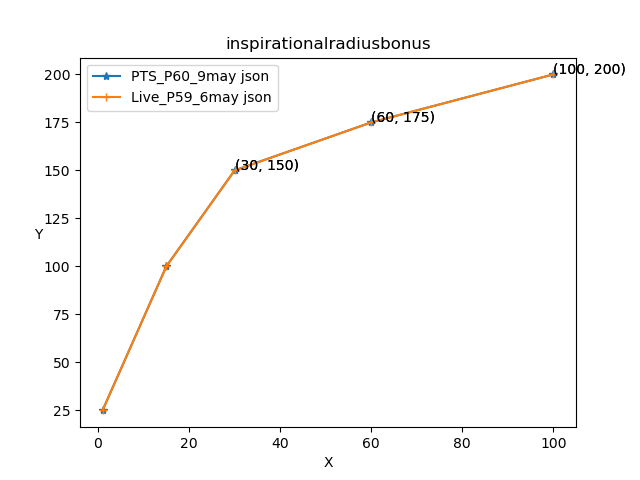 inspirationalradiusbonus
PTS_P60_9may json
Live_P59_6may json
(100, 200)
(60, 175)
(30, 150)
200
175
150
125
100
75
50
25
Y
0 20 40 60 80 100
X